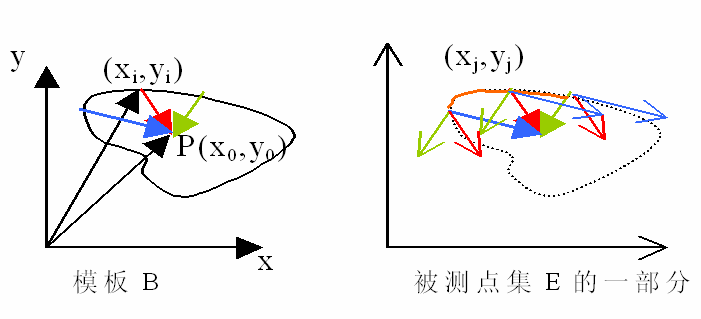 y
(xi,yi)
P(x0,y0)
x
模板 B
(xj,yj)
被测点集 E 的一部分